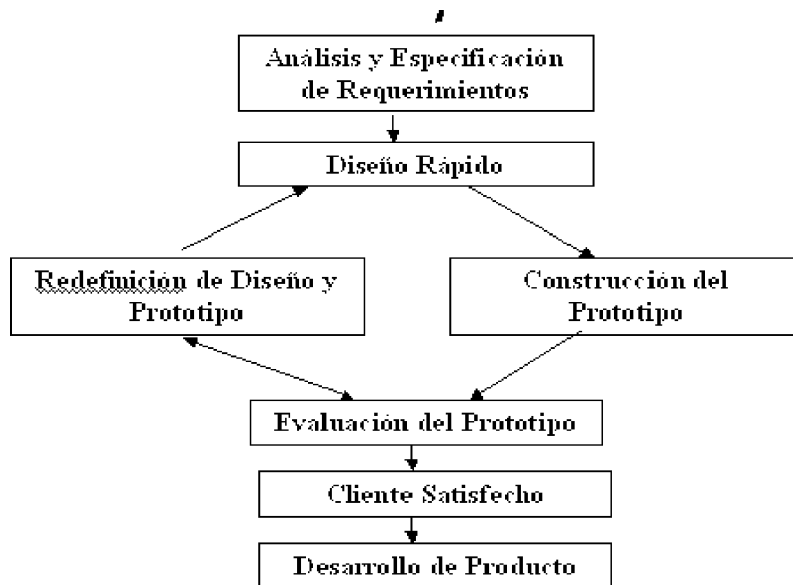 Análisis y Especificación
de Requerimientos
Diseño Rápido
Redefinición de Diseño y
Prototipo
Construcción del
Prototipo
Evaluación del Prototipo
Cliente Satisfecho
Desarrollo de Producto